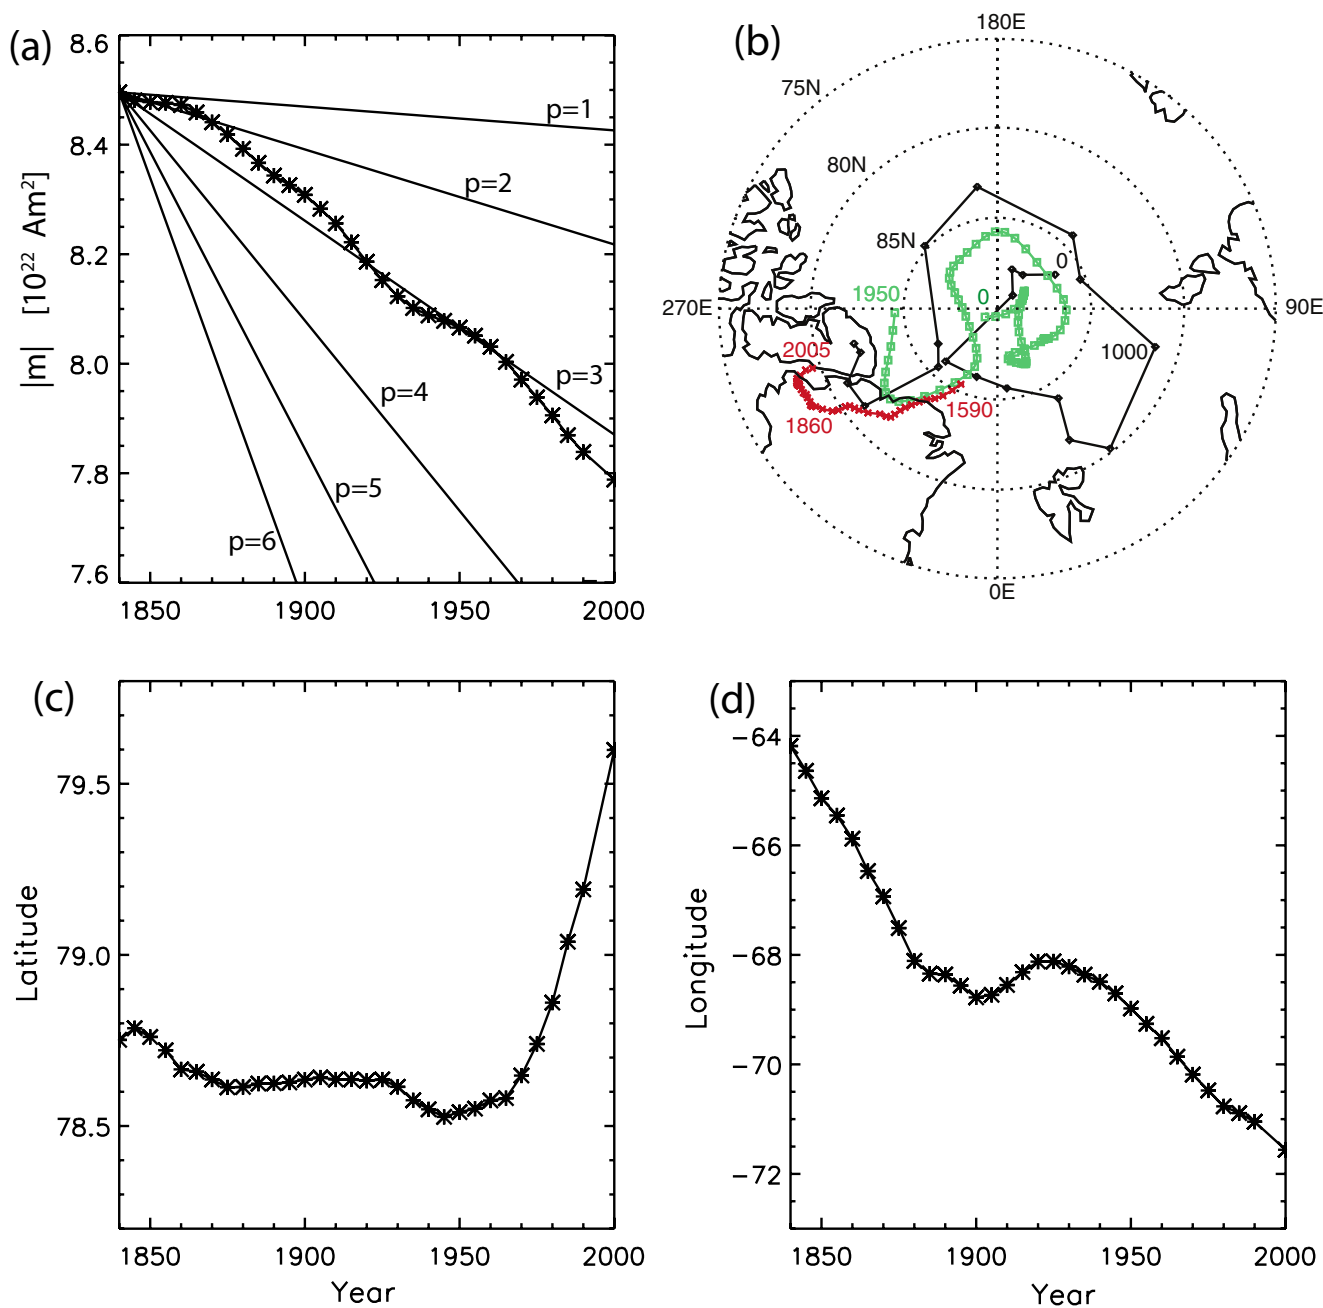 (a)
|m| [10²² Am²]
8.6
8.4
8.2
8.0
7.8
7.6
p=1
p=2
p=3
p=4
p=5
p=6
1850 1900 1950 2000
(b)
180E
75N
80N
85N
270E
90E
0E
1950
0
0
1000
2005
1860
1590
(c)
Latitude
79.5
79.0
78.5
1850 1900 1950 2000
Year
(d)
Longitude
−64
−66
−68
−70
−72
1850 1900 1950 2000
Year